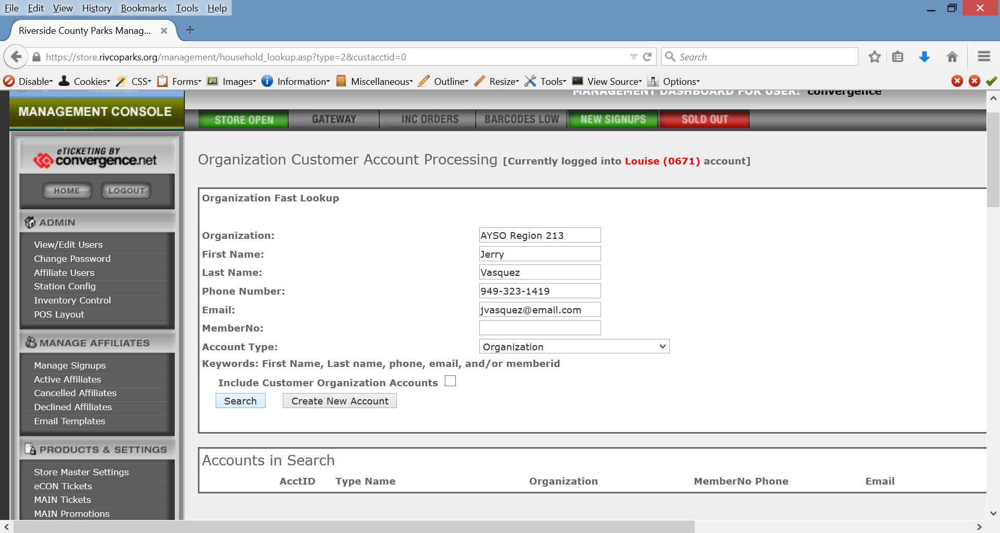 File Edit View History Bookmarks Tools Help
Riverside County Parks Manag...
https://store.rivcoparks.org/management/household_lookup.asp?type=2&custacctid=0
Search
Disable Cookies CSS Forms Images Information Miscellaneous Outline Resize Tools View Source Options
MANAGEMENT DASHBOARD FOR USER: convergence
MANAGEMENT CONSOLE
STORE OPEN GATEWAY INC ORDERS BARCODES LOW NEW SIGNUPS SOLD OUT
eTICKETING BY
convergence.net
HOME LOGOUT
ADMIN
View/Edit Users
Change Password
Affiliate Users
Station Config
Inventory Control
POS Layout
MANAGE AFFILIATES
Manage Signups
Active Affiliates
Cancelled Affiliates
Declined Affiliates
Email Templates
PRODUCTS & SETTINGS
Store Master Settings
eCON Tickets
MAIN Tickets
MAIN Promotions
Organization Customer Account Processing [Currently logged into Louise (0671) account]
Organization Fast Lookup
Organization: AYSO Region 213
First Name: Jerry
Last Name: Vasquez
Phone Number: 949-323-1419
Email: jvasquez@email.com
MemberNo:
Account Type: Organization
Keywords: First Name, Last name, phone, email, and/or memberid
Include Customer Organization Accounts
Search Create New Account
Accounts in Search
AcctID Type Name Organization MemberNo Phone Email